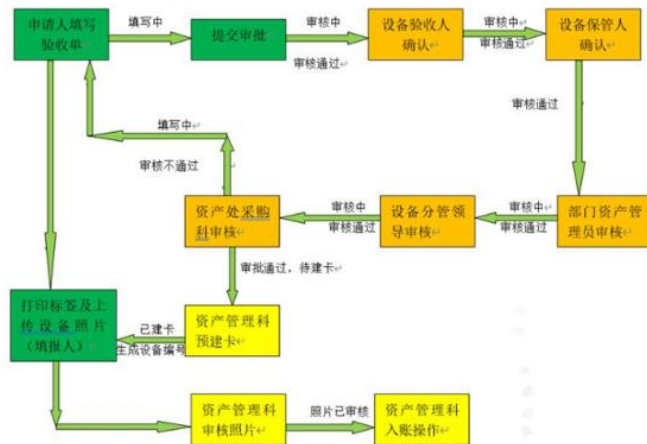 申请人填写
验收单
填写中
提交审批
审核中
审核通过
设备验收人
确认
审核中
审核通过
设备保管人
确认
审核通过
填写中
审核不通过
资产处采购
科审核
审核中
审核通过
设备分管领
导审核
审核中
审核通过
部门资产管
理员审核
审批通过，待建卡
打印标签及上
传设备照片
（填报人）
已建卡
生成设备编号
资产管理科
预建卡
资产管理科
审核照片
照片已审核
资产管理科
入账操作